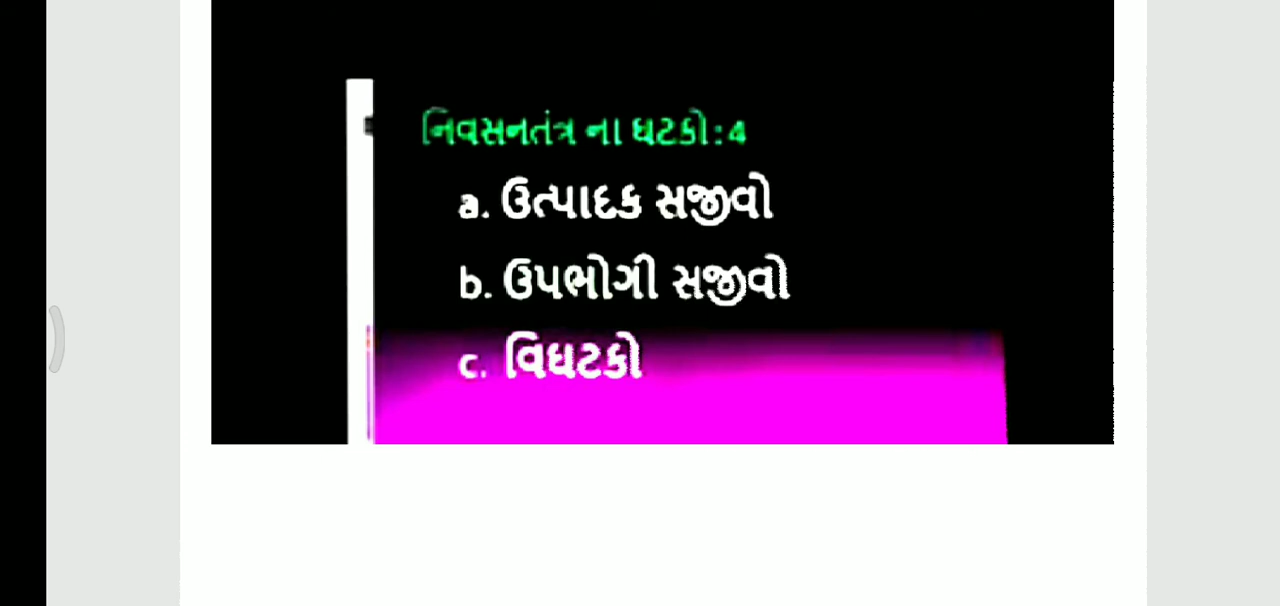 નિવસનતંત્ર ના ઘટકો:4
a. ઉત્પાદક સજીવો
b. ઉપભોગી સજીવો
c. વિઘટકો